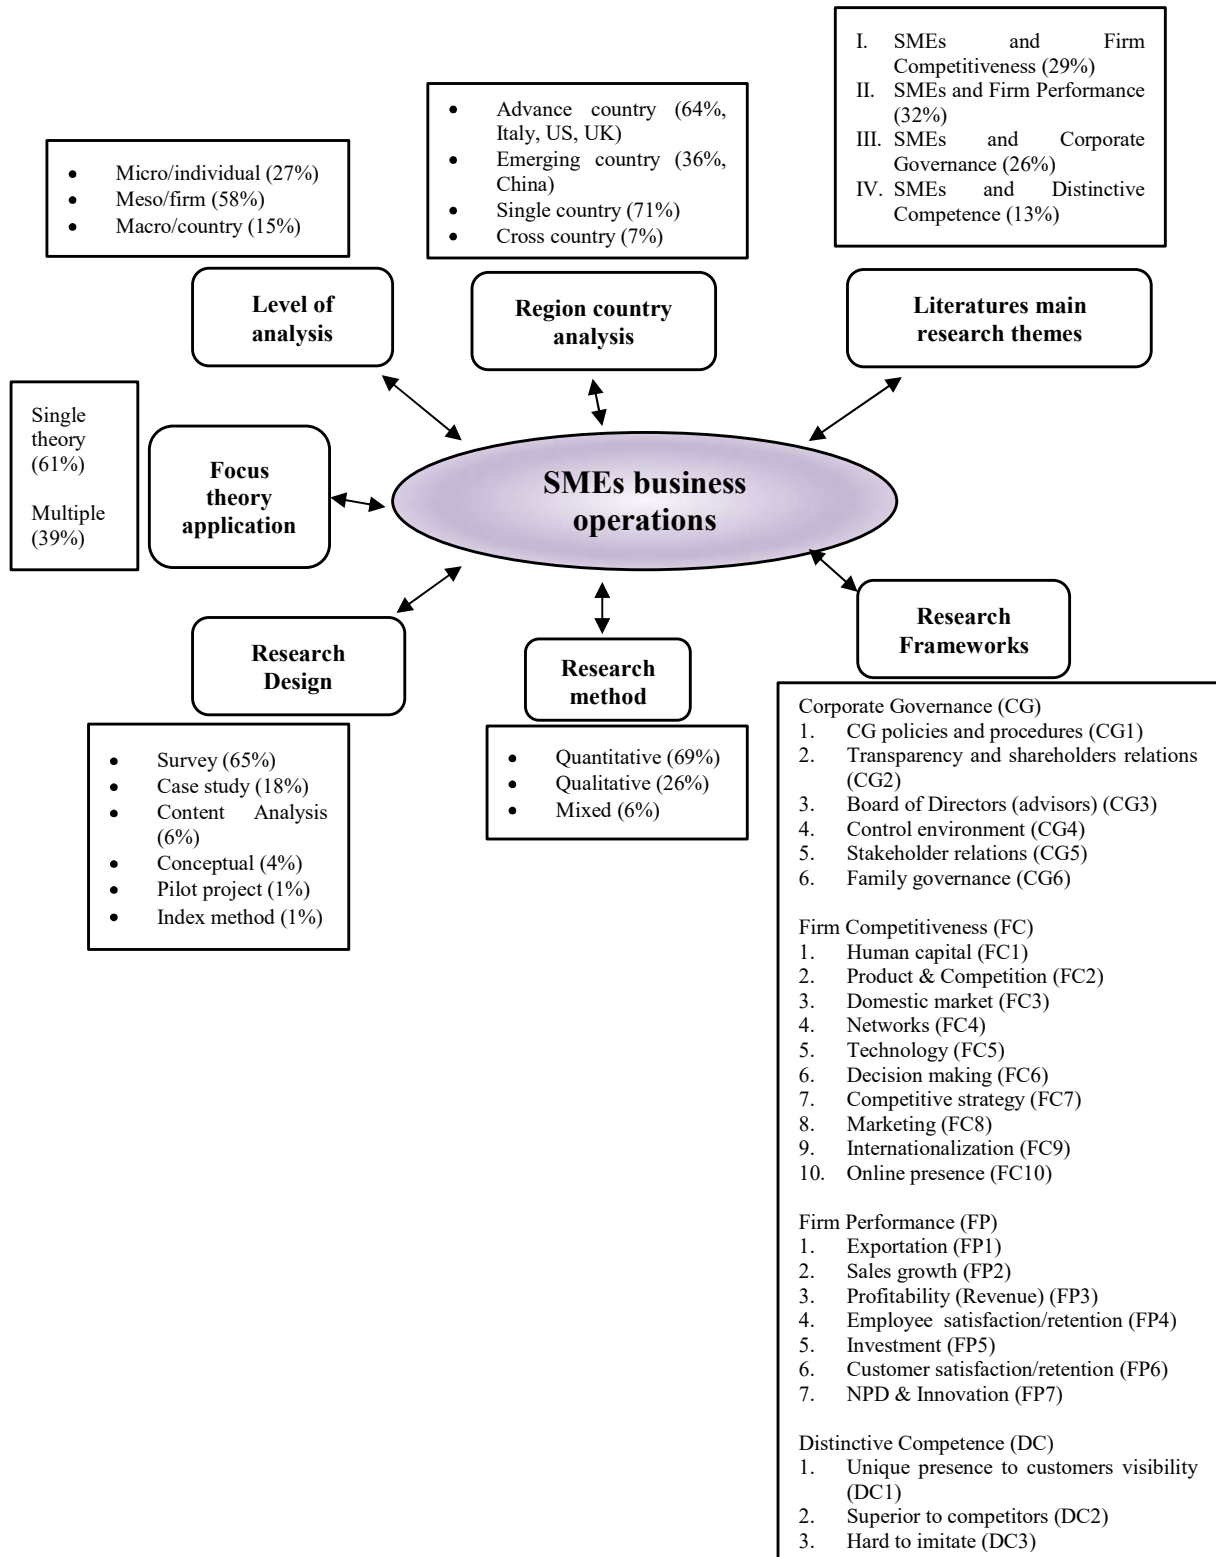 I. SMEs and Firm
Competitiveness (29%)
II. SMEs and Firm Performance
(32%)
III. SMEs and Corporate
Governance (26%)
IV. SMEs and Distinctive
Competence (13%)
• Advance country (64%,
Italy, US, UK)
• Emerging country (36%,
China)
• Single country (71%)
• Cross country (7%)
• Micro/individual (27%)
• Meso/firm (58%)
• Macro/country (15%)
Level of
analysis
Region country
analysis
Literatures main
research themes
Single
theory
(61%)
Multiple
(39%)
Focus
theory
application
SMEs business
operations
Research
Design
Research
method
Research
Frameworks
• Survey (65%)
• Case study (18%)
• Content Analysis
(6%)
• Conceptual (4%)
• Pilot project (1%)
• Index method (1%)
• Quantitative (69%)
• Qualitative (26%)
• Mixed (6%)
Corporate Governance (CG)
1. CG policies and procedures (CG1)
2. Transparency and shareholders relations
(CG2)
3. Board of Directors (advisors) (CG3)
4. Control environment (CG4)
5. Stakeholder relations (CG5)
6. Family governance (CG6)
Firm Competitiveness (FC)
1. Human capital (FC1)
2. Product & Competition (FC2)
3. Domestic market (FC3)
4. Networks (FC4)
5. Technology (FC5)
6. Decision making (FC6)
7. Competitive strategy (FC7)
8. Marketing (FC8)
9. Internationalization (FC9)
10. Online presence (FC10)
Firm Performance (FP)
1. Exportation (FP1)
2. Sales growth (FP2)
3. Profitability (Revenue) (FP3)
4. Employee satisfaction/retention (FP4)
5. Investment (FP5)
6. Customer satisfaction/retention (FP6)
7. NPD & Innovation (FP7)
Distinctive Competence (DC)
1. Unique presence to customers visibility
(DC1)
2. Superior to competitors (DC2)
3. Hard to imitate (DC3)